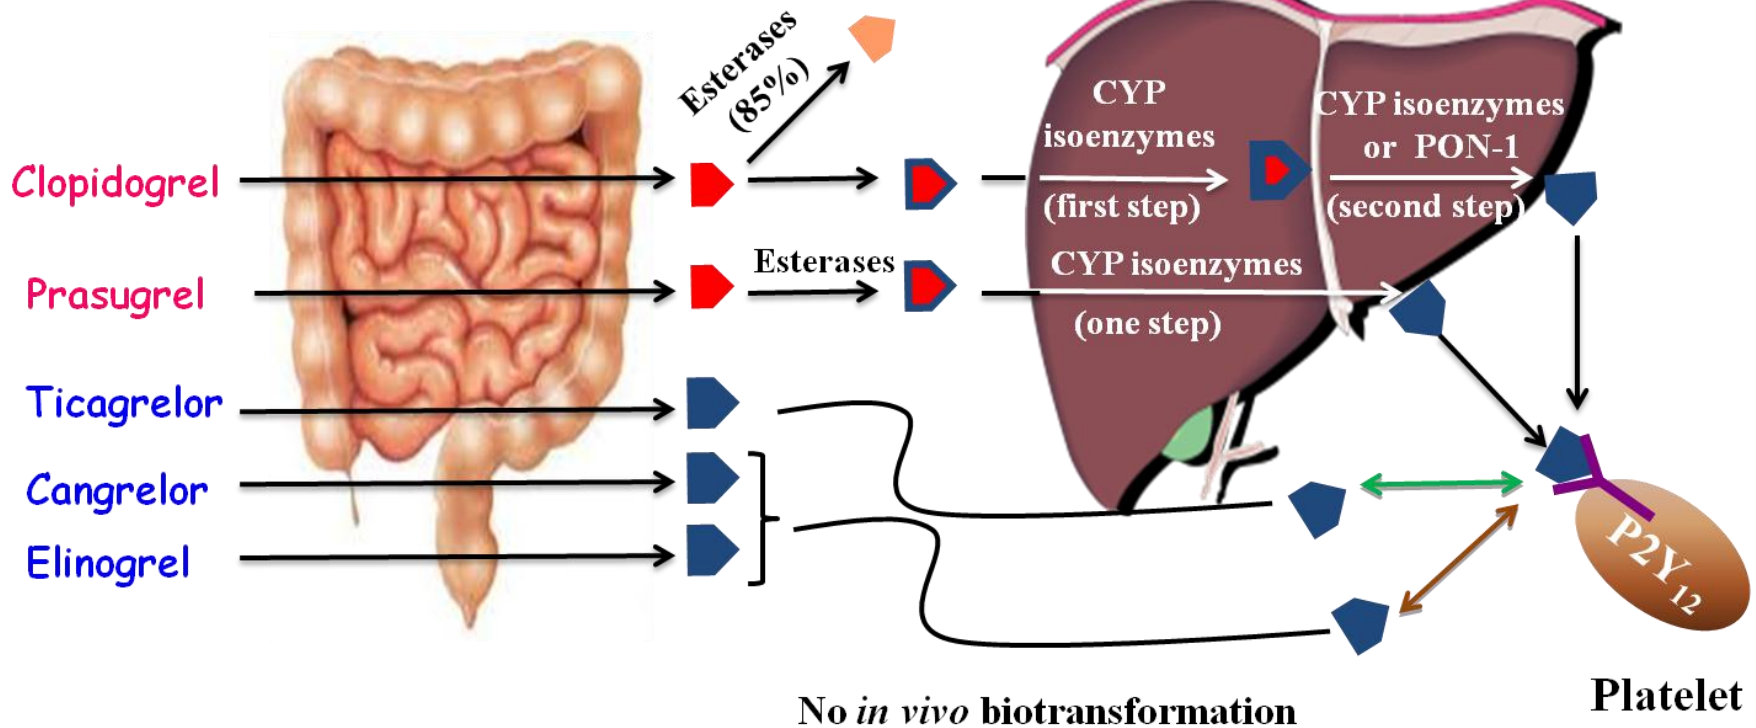 Esterases
(85%)
CYP
isoenzymes
CYP isoenzymes
or PON-1
Clopidogrel
(first step)
(second step)
Esterases
CYP isoenzymes
Prasugrel
(one step)
Ticagrelor
Cangrelor
Elinogrel
P2Y12
Platelet
No in vivo biotransformation